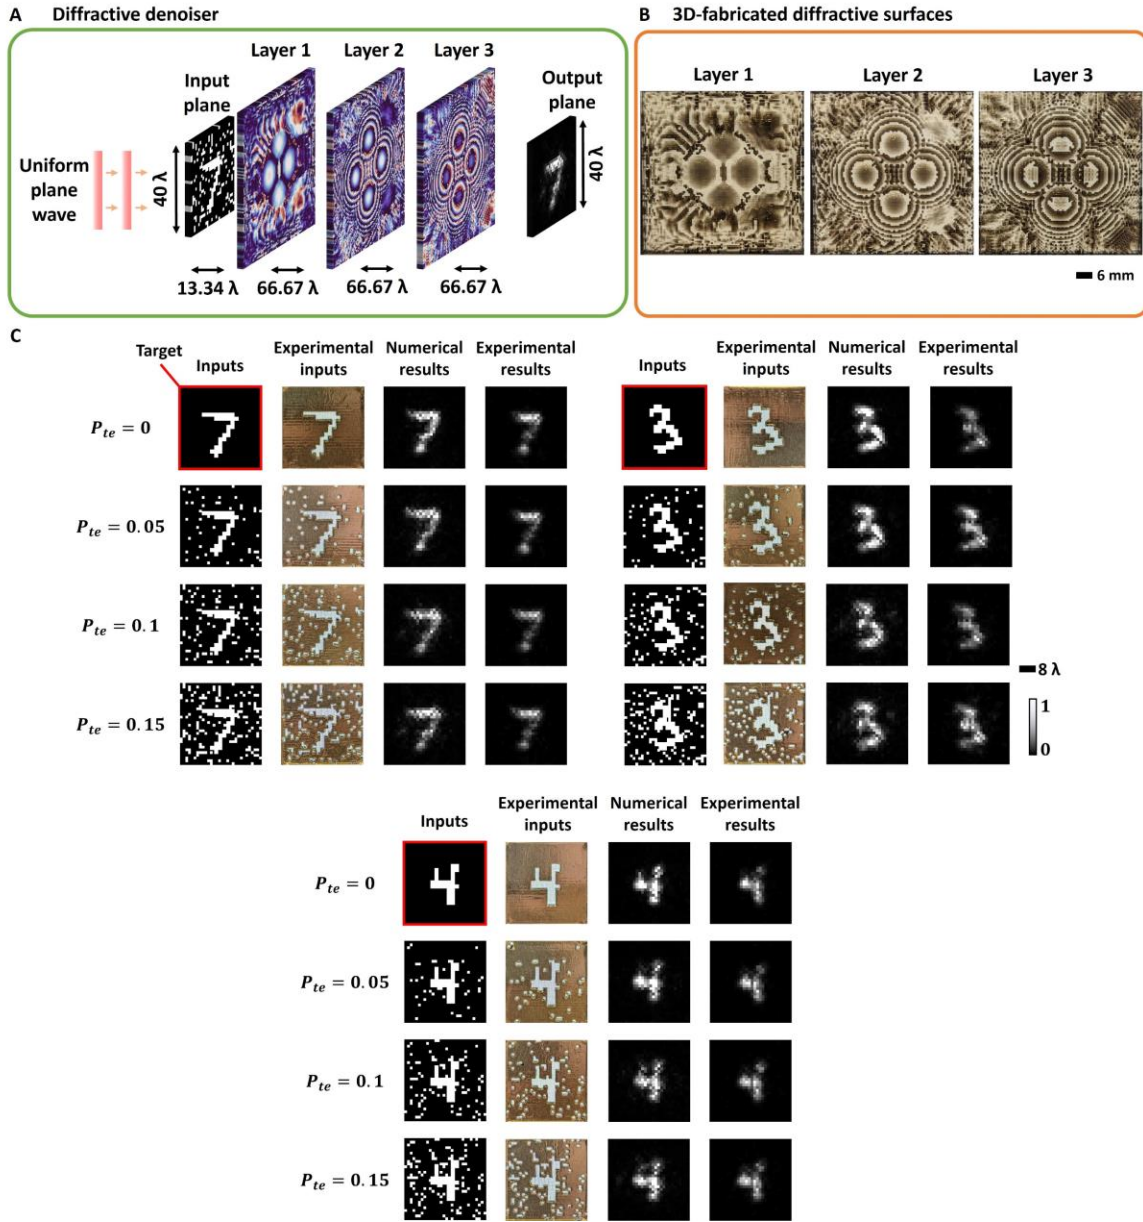 A Diffractive denoiser
Layer 1 Layer 2 Layer 3
Input
plane
Output
plane
Uniform
plane
wave
40 λ
40 λ
13.34 λ 66.67 λ 66.67 λ 66.67 λ
B 3D-fabricated diffractive surfaces
Layer 1 Layer 2 Layer 3
6 mm
C
Target
Inputs Experimental inputs Numerical results Experimental results
P_te = 0
P_te = 0.05
P_te = 0.1
P_te = 0.15
Inputs Experimental inputs Numerical results Experimental results
8 λ
1
0
Inputs Experimental inputs Numerical results Experimental results
P_te = 0
P_te = 0.05
P_te = 0.1
P_te = 0.15